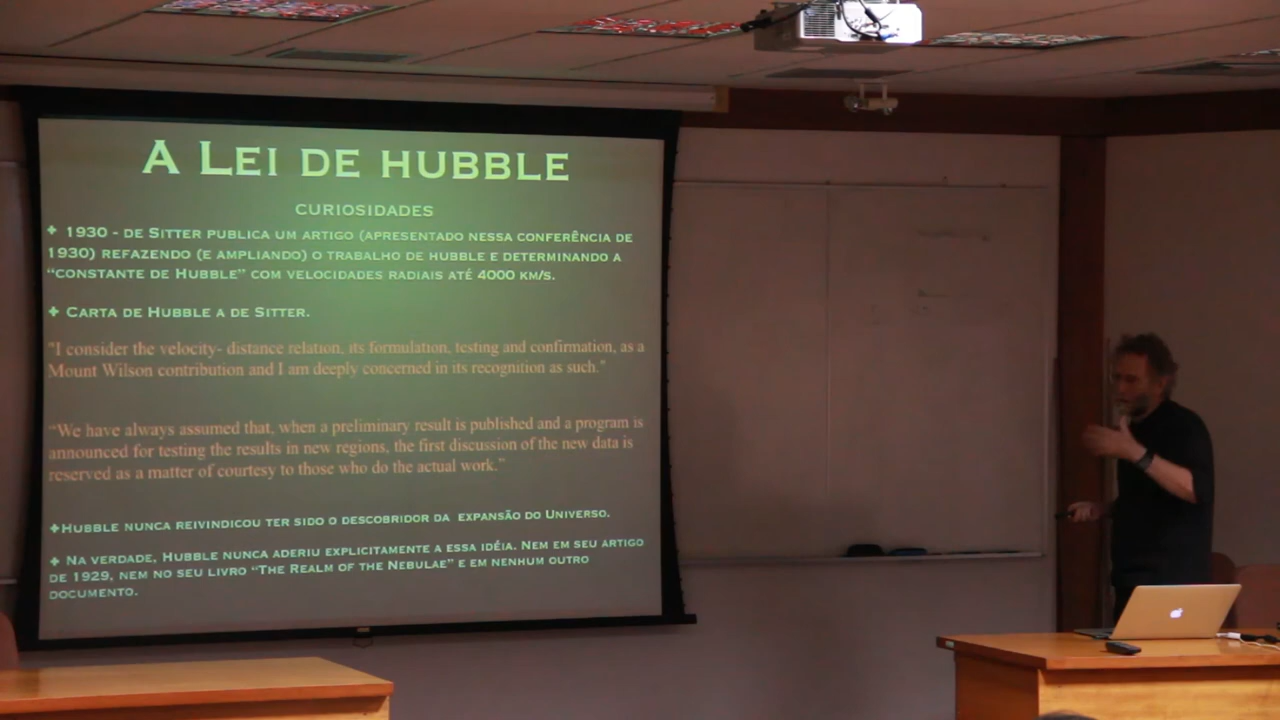 A LEI DE HUBBLE
CURIOSIDADES
✦ 1930 - DE SITTER PUBLICA UM ARTIGO (APRESENTADO NESSA CONFERÊNCIA DE
1930) REFAZENDO (E AMPLIANDO) O TRABALHO DE HUBBLE E DETERMINANDO A
“CONSTANTE DE HUBBLE” COM VELOCIDADES RADIAIS ATÉ 4000 KM/S.
✦ CARTA DE HUBBLE A DE SITTER.
"I consider the velocity- distance relation, its formulation, testing and confirmation, as a
Mount Wilson contribution and I am deeply concerned in its recognition as such."
“We have always assumed that, when a preliminary result is published and a program is
announced for testing the results in new regions, the first discussion of the new data is
reserved as a matter of courtesy to those who do the actual work.”
✦HUBBLE NUNCA REIVINDICOU TER SIDO O DESCOBRIDOR DA EXPANSÃO DO UNIVERSO.
✦ NA VERDADE, HUBBLE NUNCA ADERIU EXPLICITAMENTE A ESSA IDÉIA. NEM EM SEU ARTIGO
DE 1929, NEM NO SEU LIVRO “THE REALM OF THE NEBULAE” E EM NENHUM OUTRO
DOCUMENTO.